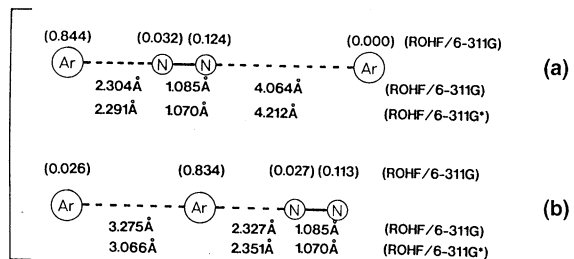 (0.844) (0.032) (0.124) (0.000) (ROHF/6-311G)
Ar N N Ar (a)
2.304Å 1.085Å 4.064Å (ROHF/6-311G)
2.291Å 1.070Å 4.212Å (ROHF/6-311G*)
(0.026) (0.834) (0.027) (0.113) (ROHF/6-311G)
Ar Ar N N (b)
3.275Å 2.327Å 1.085Å (ROHF/6-311G)
3.066Å 2.351Å 1.070Å (ROHF/6-311G*)